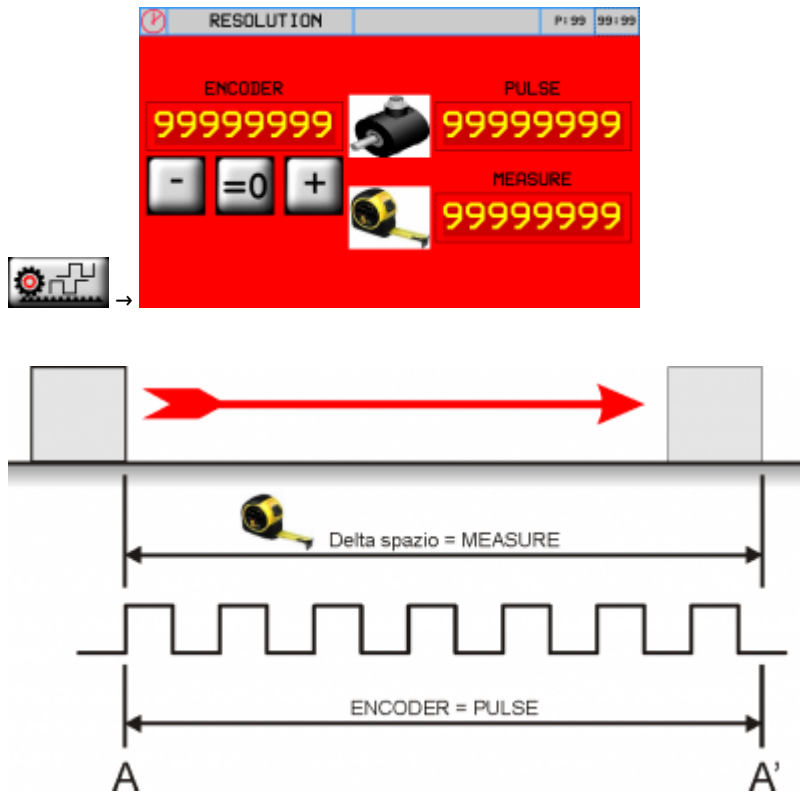 RESOLUTION P:99 99:99
ENCODER PULSE
99999999 99999999
- =0 + MEASURE
99999999
→
Delta spazio = MEASURE
ENCODER = PULSE
A A'